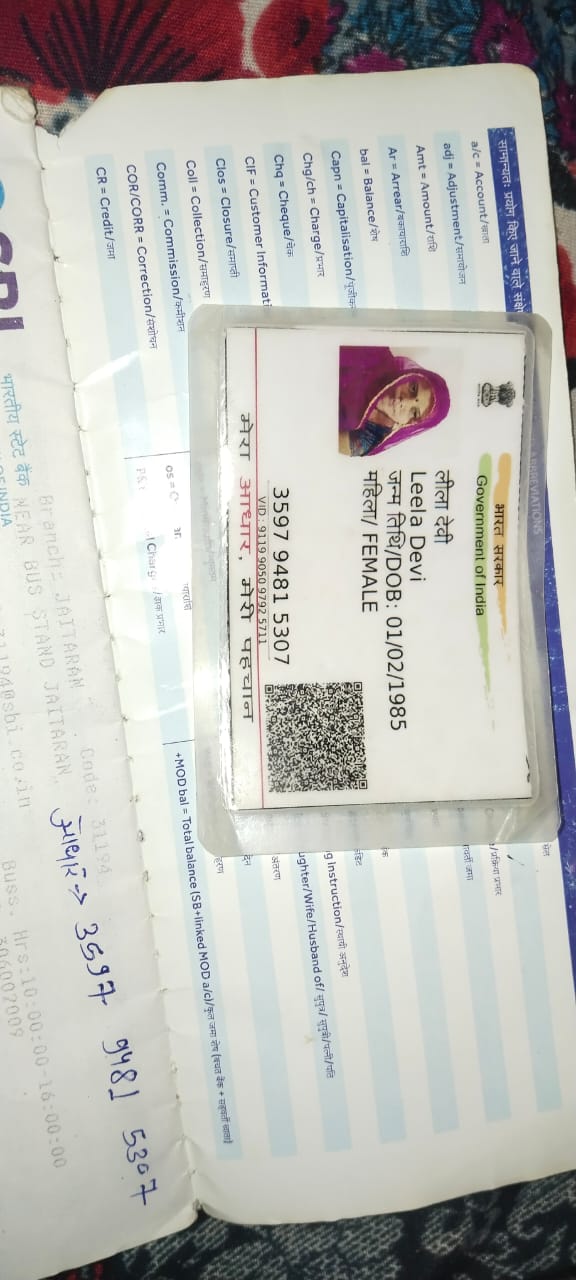 सामान्यतः प्रयोग किए जाने वाले संक्ष
ABBREVIATIONS
a/c = Account/खाता
adj = Adjustment/समायोजन
Amt = Amount/राशि
Ar = Arrear/बकायाराशि
bal = Balance/शेष
Capn = Capitalisation/पूंजीक
Chg/ch = Charge/प्रभार
Chq = Cheque/चेक
CIF = Customer Informati
Clos = Closure/समाप्ती
Coll = Collection/समाहरण
Comm. = Commission/कमीशन
COR/CORR = Correction/संशोधन
CR = Credit/जमा
भारत सरकार
Government of India
लीला देवी
Leela Devi
जन्म तिथि/DOB: 01/02/1985
महिला/ FEMALE
3597 9481 5307
VID : 9119 9050 9792 5711
मेरा आधार, मेरी पहचान
ng Instruction/स्थायी अनुदेश
ughter/Wife/Husband of/ सुपुत्र/ सुपुत्री/पत्नी/पति
+MOD bal = Total balance (SB+linked MOD a/c)/कुल जमा शेष (बचत बैंक + सहबद्ध खाता)
SBI
भारतीय स्टेट बैंक
OF INDIA
Branch: JAITARAN
Code: 31194
NEAR BUS STAND JAITARAN
31194@sbi.co.in
Buss. Hrs:10:00:00-16:00:00
306002009
आधार → 3597 9481 5307